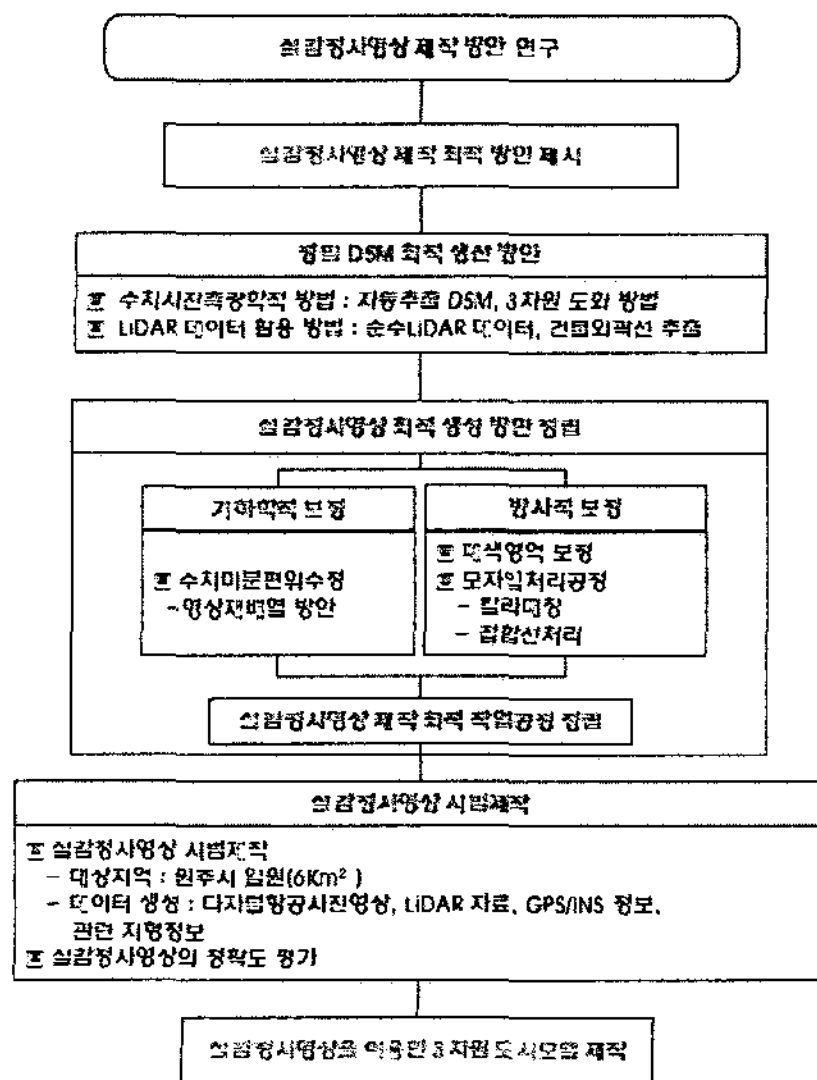 실감정사영상 제작 방안 연구
실감정사영상 제작 최적 방안 제시
정밀 DSM 최적 생산 방안
수치사진측량학적 방법 : 자동추출 DSM, 3차원 도화 방법
LiDAR 데이터 활용 방법 : 순수LiDAR 데이터, 건물외곽선 추출
실감정사영상 최적 생성 방안 정립
기하학적 보정
수치미분편위수정
-영상재배열 방안
방사적 보정
폐색영역 보정
모자익처리공정
- 칼라매칭
- 접합선처리
실감정사영상 제작 최적 작업공정 정립
실감정사영상 시범제작
실감정사영상 시범제작
- 대상지역 : 원주시 일원(6Km²)
- 데이터 생성 : 디지털항공사진영상, LiDAR 자료, GPS/INS 정보,
관련 지형정보
실감정사영상의 정확도 평가
실감정사영상을 이용한 3차원 도시모델 제작